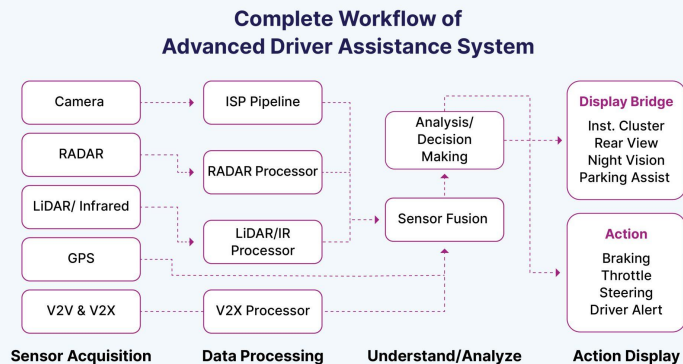 Complete Workflow of
Advanced Driver Assistance System
Camera
RADAR
LiDAR/ Infrared
GPS
V2V & V2X
Sensor Acquisition
ISP Pipeline
RADAR Processor
LiDAR/IR
Processor
V2X Processor
Data Processing
Analysis/
Decision
Making
Sensor Fusion
Understand/Analyze
Display Bridge
Inst. Cluster
Rear View
Night Vision
Parking Assist
Action
Braking
Throttle
Steering
Driver Alert
Action Display